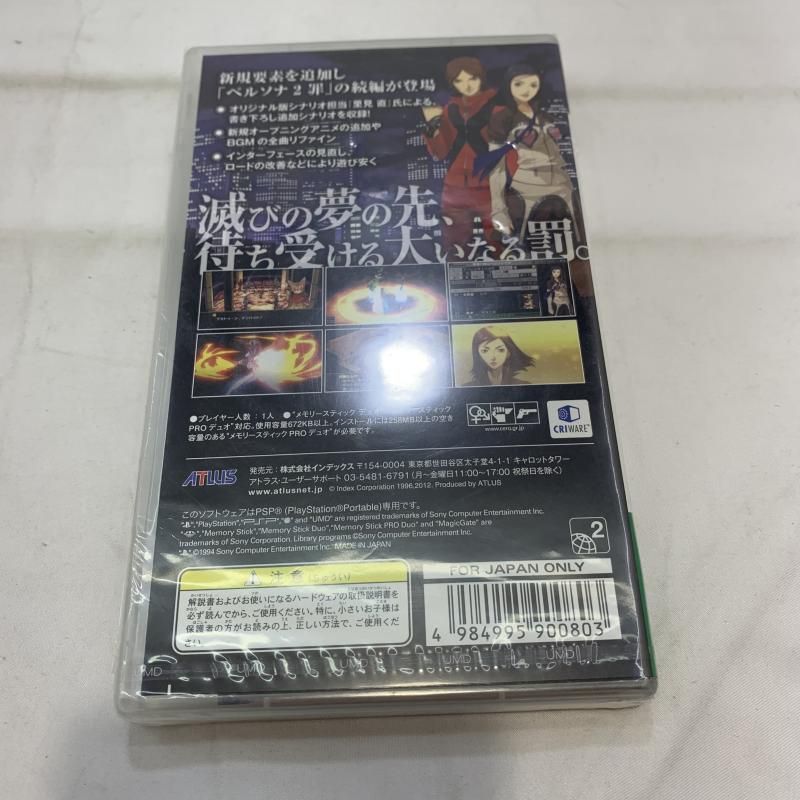 新規要素を追加し
「ペルソナ2 罪」の続編が登場
● オリジナル版シナリオ担当「里見 直」氏による、
書き下ろし追加シナリオを収録!
● 新規オープニングアニメの追加や
BGMの全曲リファイン
● インターフェースの見直し、
ロードの改善などにより遊び安く
滅びの夢の先、
待ち受ける大いなる罰。
●プレイヤー人数:1人 ●"メモリースティック デュオ"
PRO デュオ"対応。使用容量672KB以上。インストールには258MB以上の空き
容量のある"メモリースティック PRO デュオ"が必要です。
www.cero.gr.jp
CRIWARE
ATLUS
発売元:株式会社インデックス 〒154-0004 東京都世田谷区太子堂4-1-1 キャロットタワー
アトラス・ユーザーサポート 03-5481-6791(月〜金曜日11:00〜17:00 祝祭日を除く)
www.atlusnet.jp © Index Corporation 1996,2012. Produced by ATLUS
このソフトウェアはPSP® (PlayStation®Portable)専用です。
"PlayStation", "PSP", and "UMD" are registered trademarks of Sony Computer Entertainment Inc.
"Memory Stick", "Memory Stick Duo", "Memory Stick PRO Duo" and "MagicGate" are
trademarks of Sony Corporation. Library programs ©Sony Computer Entertainment Inc.
©1994 Sony Computer Entertainment Inc. MADE IN JAPAN
2
注意(ちゅうい)
解説書およびお使いになるハードウェアの取扱説明書を
必ず読んでから、ご使用ください。特に、小さいお子様は
保護者の方がお読みの上、正しい方法で、ご使用くだ
FOR JAPAN ONLY
4 984995 900803
UMD UMD UMD UMD UMD